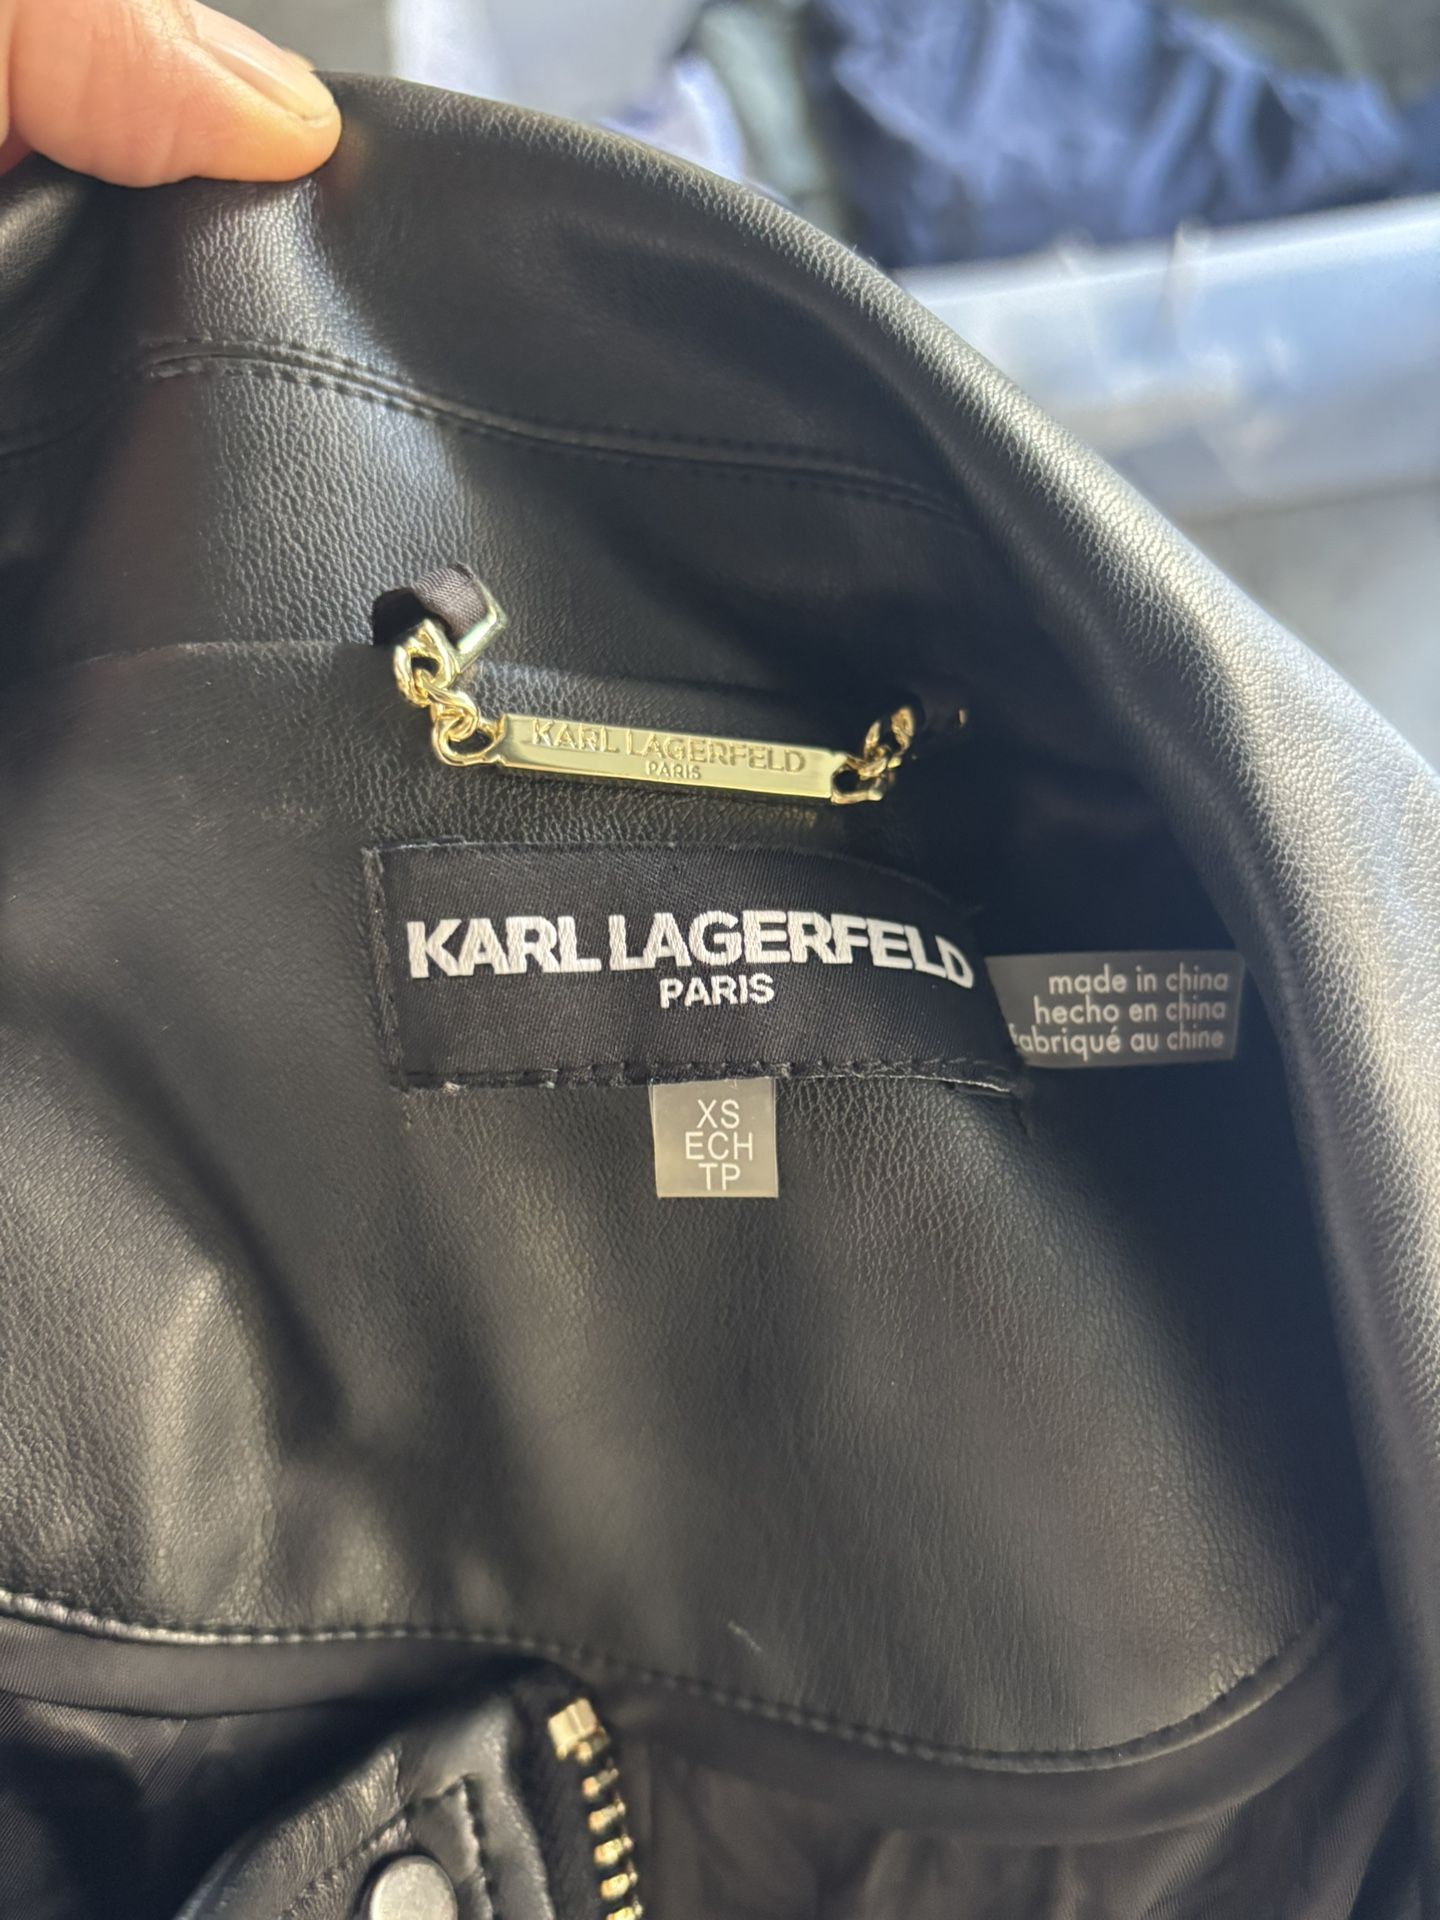 KARL LAGERFELD
PARIS
KARL LAGERFELD
PARIS
made in china
hecho en china
fabriqué au chine
XS
ECH
TP